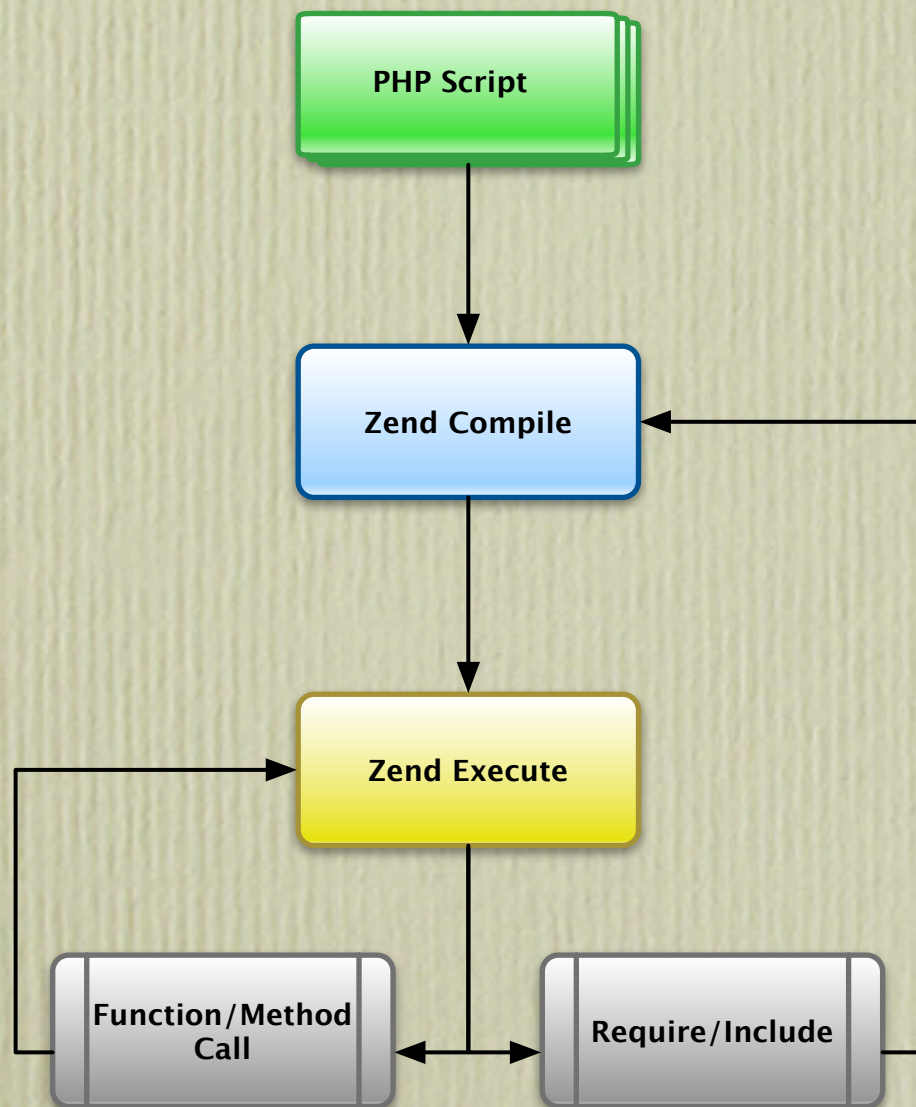 PHP Script
Zend Compile
Zend Execute
Function/Method
Call
Require/Include